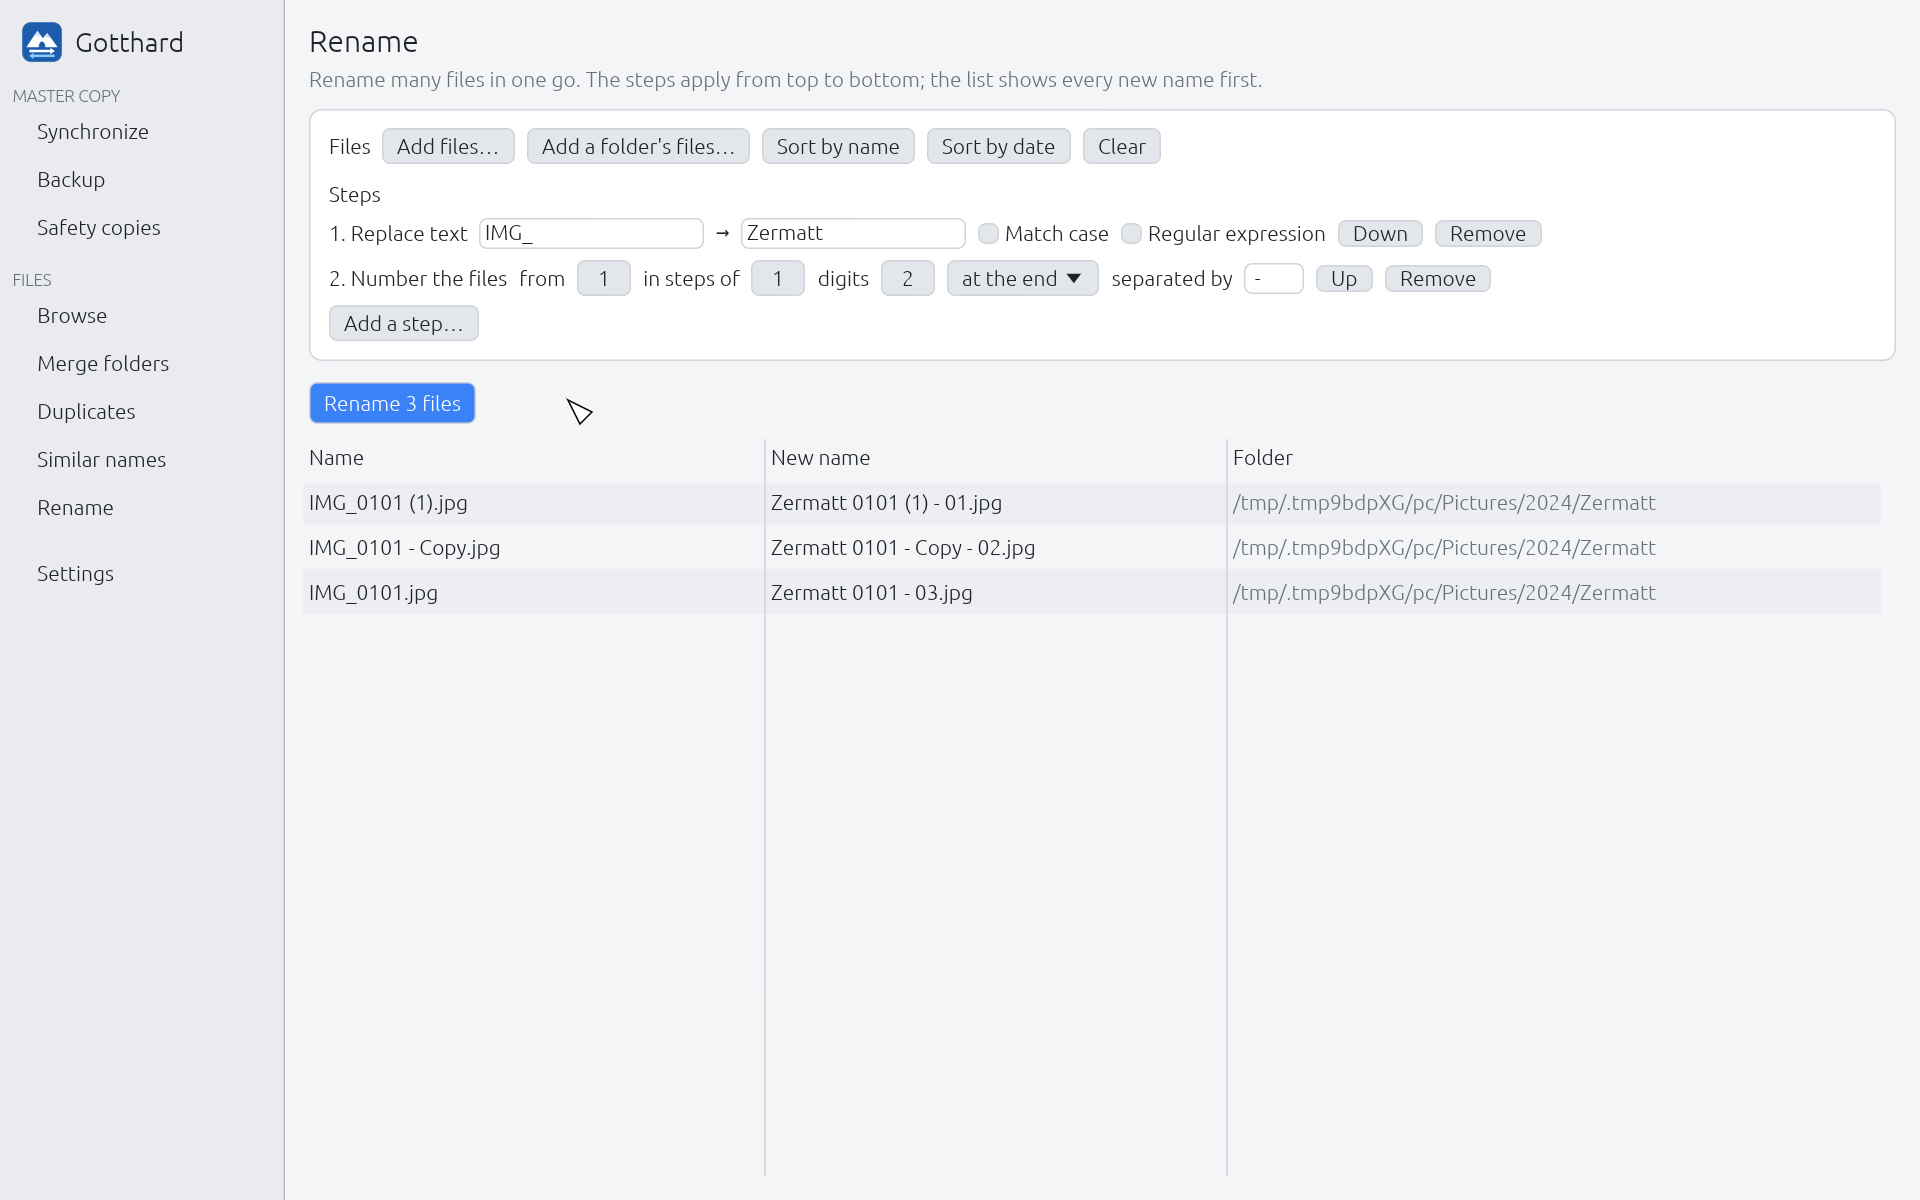 Gotthard
MASTER COPY
Synchronize
Backup
Safety copies
FILES
Browse
Merge folders
Duplicates
Similar names
Rename
Settings
Rename
Rename many files in one go. The steps apply from top to bottom; the list shows every new name first.
Files Add files... Add a folder's files... Sort by name Sort by date Clear
Steps
1. Replace text IMG_ → Zermatt Match case Regular expression Down Remove
2. Number the files from 1 in steps of 1 digits 2 at the end ▼ separated by - Up Remove
Add a step...
Rename 3 files
Name New name Folder
IMG_0101 (1).jpg Zermatt 0101 (1) - 01.jpg /tmp/.tmp9bdpXG/pc/Pictures/2024/Zermatt
IMG_0101 - Copy.jpg Zermatt 0101 - Copy - 02.jpg /tmp/.tmp9bdpXG/pc/Pictures/2024/Zermatt
IMG_0101.jpg Zermatt 0101 - 03.jpg /tmp/.tmp9bdpXG/pc/Pictures/2024/Zermatt